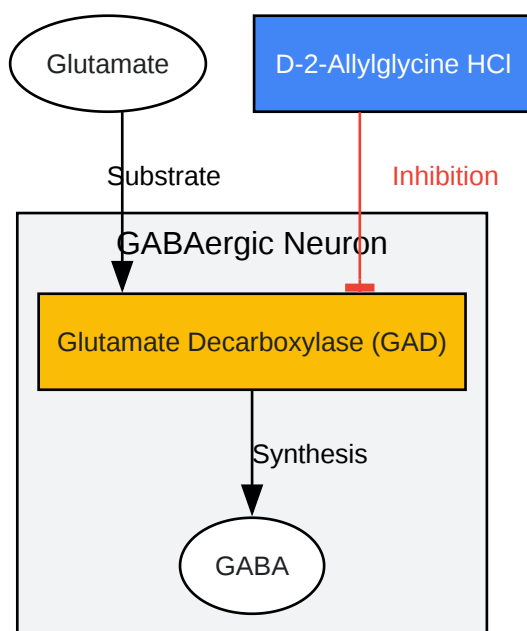 Glutamate
D-2-Allylglycine HCl
Substrate
Inhibition
GABAergic Neuron
Glutamate Decarboxylase (GAD)
Synthesis
GABA